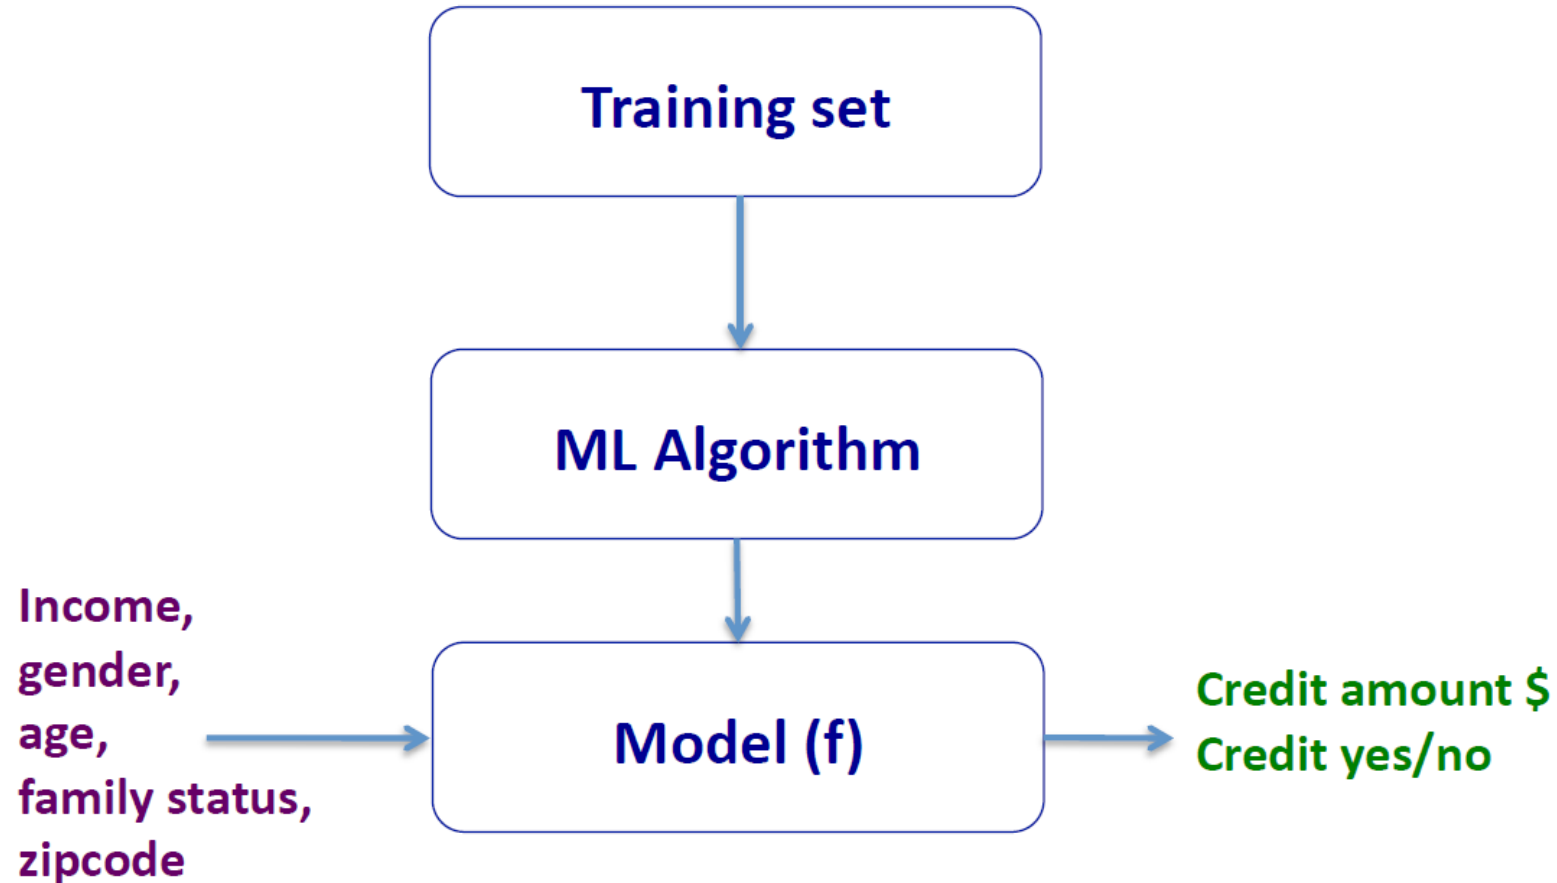 Training set
ML Algorithm
Income,
gender,
age,
family status,
zipcode
Model (f)
Credit amount $
Credit yes/no